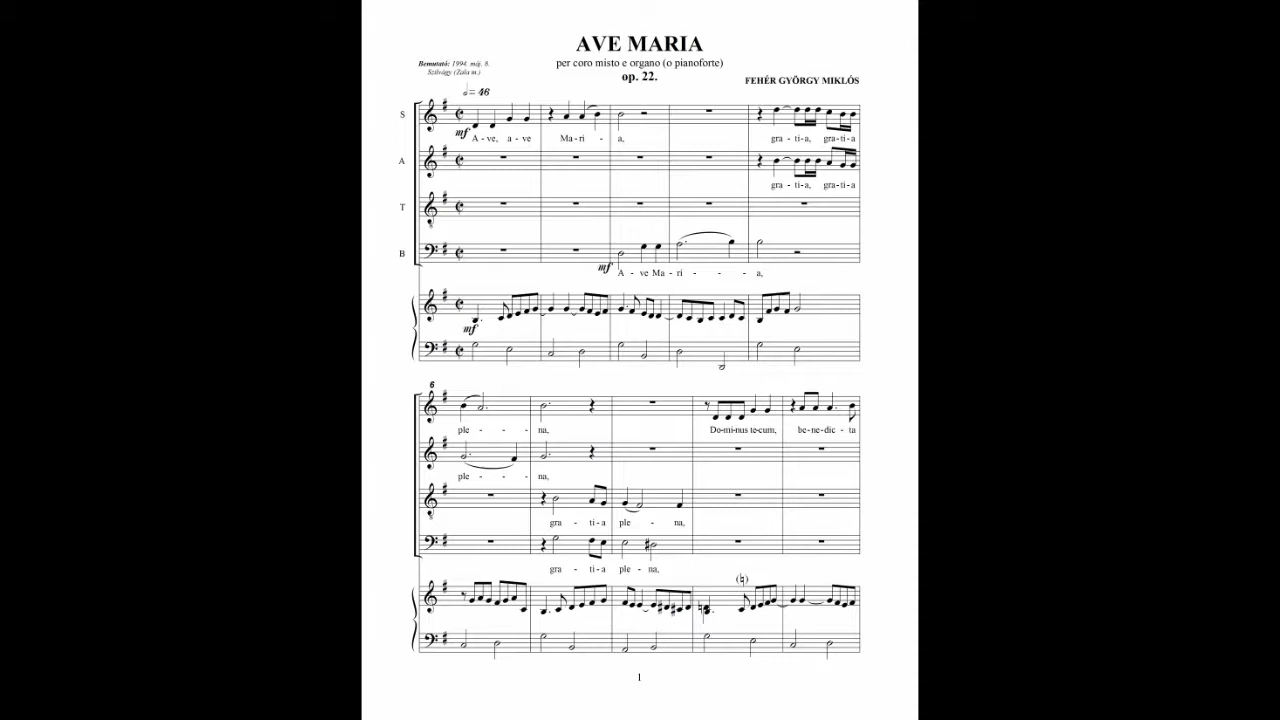 AVE MARIA
Bemutató: 1994. máj. 8.
Szilvágy (Zala m.)
per coro misto e organo (o pianoforte)
op. 22.
FEHÉR GYÖRGY MIKLÓS
= 46
S
mf
A - ve, a - ve Ma - ri - a, gra - ti - a, gra - ti - a
A
gra - ti - a, gra - ti - a
T
B
mf
A - ve Ma - ri - - - a,
mf
6
ple - - - na, Do - mi - nus te - cum, be - ne - dic - ta
ple - - - na,
gra - ti - a ple - na,
gra - ti - a ple - na,
1